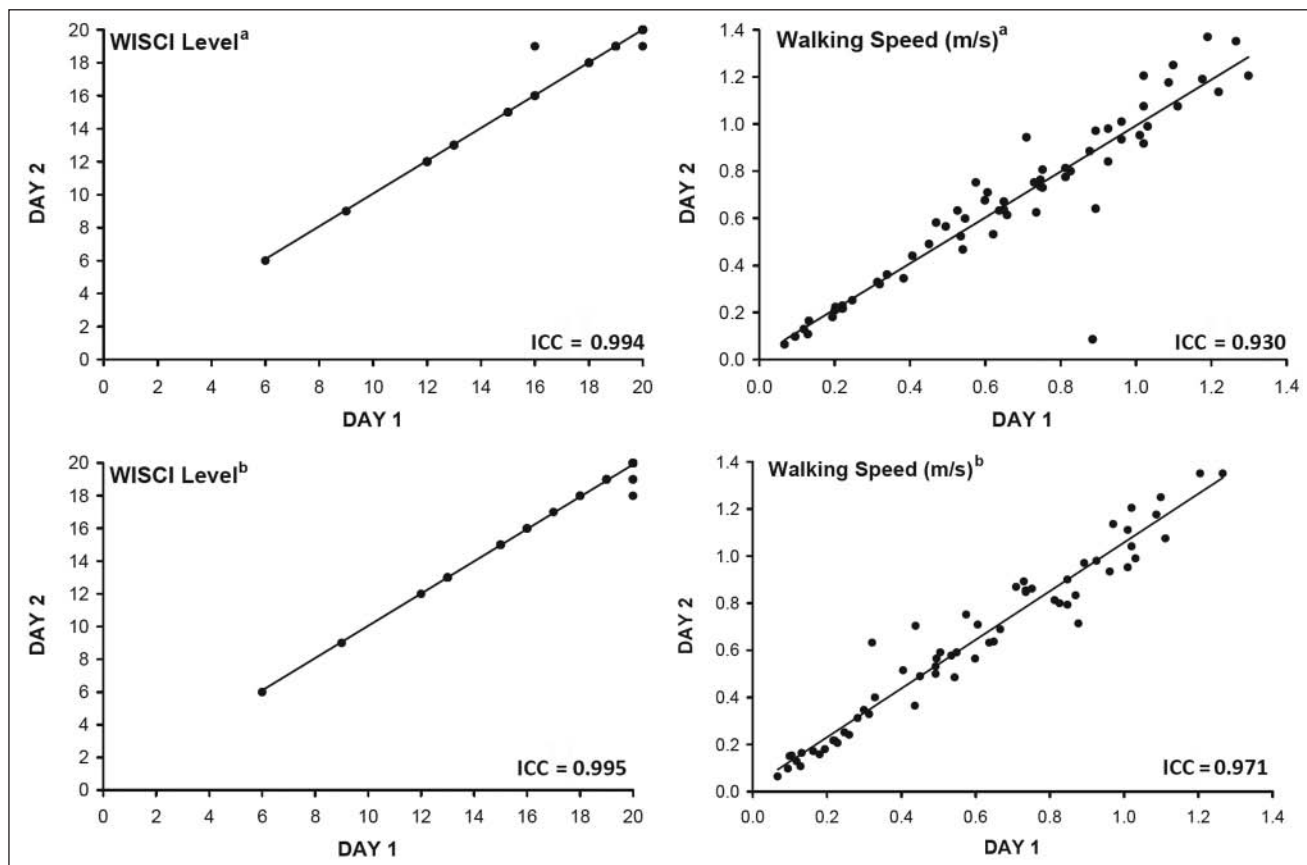 WISCI Levelᵃ
20
18
16
14
12
10
8
6
4
2
0
DAY 2
ICC = 0.994
0 2 4 6 8 10 12 14 16 18 20
DAY 1
Walking Speed (m/s)ᵃ
1.4
1.2
1.0
0.8
0.6
0.4
0.2
0.0
DAY 2
ICC = 0.930
0.0 0.2 0.4 0.6 0.8 1.0 1.2 1.4
DAY 1
WISCI Levelᵇ
20
18
16
14
12
10
8
6
4
2
0
DAY 2
ICC = 0.995
0 2 4 6 8 10 12 14 16 18 20
DAY 1
Walking Speed (m/s)ᵇ
1.4
1.2
1.0
0.8
0.6
0.4
0.2
0.0
DAY 2
ICC = 0.971
0.0 0.2 0.4 0.6 0.8 1.0 1.2 1.4
DAY 1